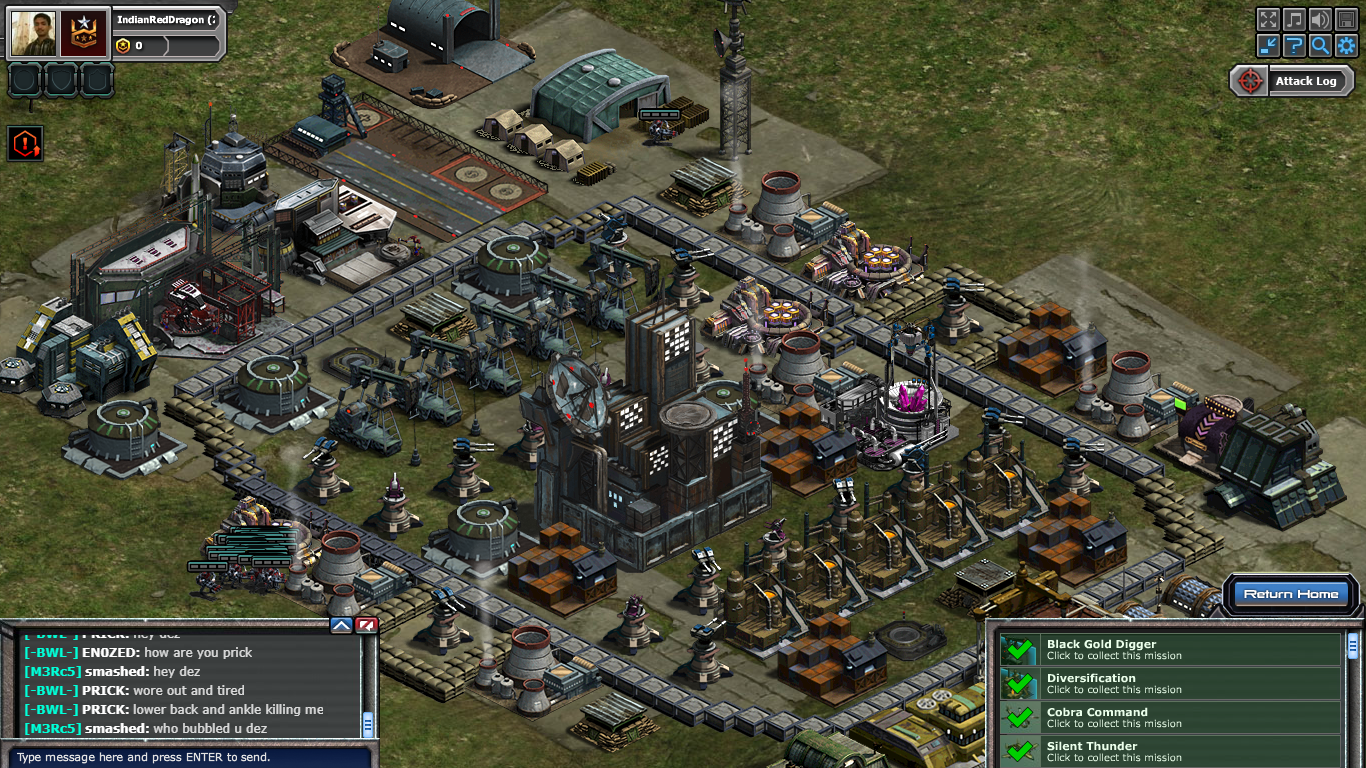 IndianRedDragon (2
0
Attack Log
Return Home
[-BWL-] PRICK: hey dez
[-BWL-] EN0ZED: how are you prick
[M3Rc5] smashed: hey dez
[-BWL-] PRICK: wore out and tired
[-BWL-] PRICK: lower back and ankle killing me
[M3Rc5] smashed: who bubbled u dez
Type message here and press ENTER to send.
Black Gold Digger
Click to collect this mission
Diversification
Click to collect this mission
Cobra Command
Click to collect this mission
Silent Thunder
Click to collect this mission